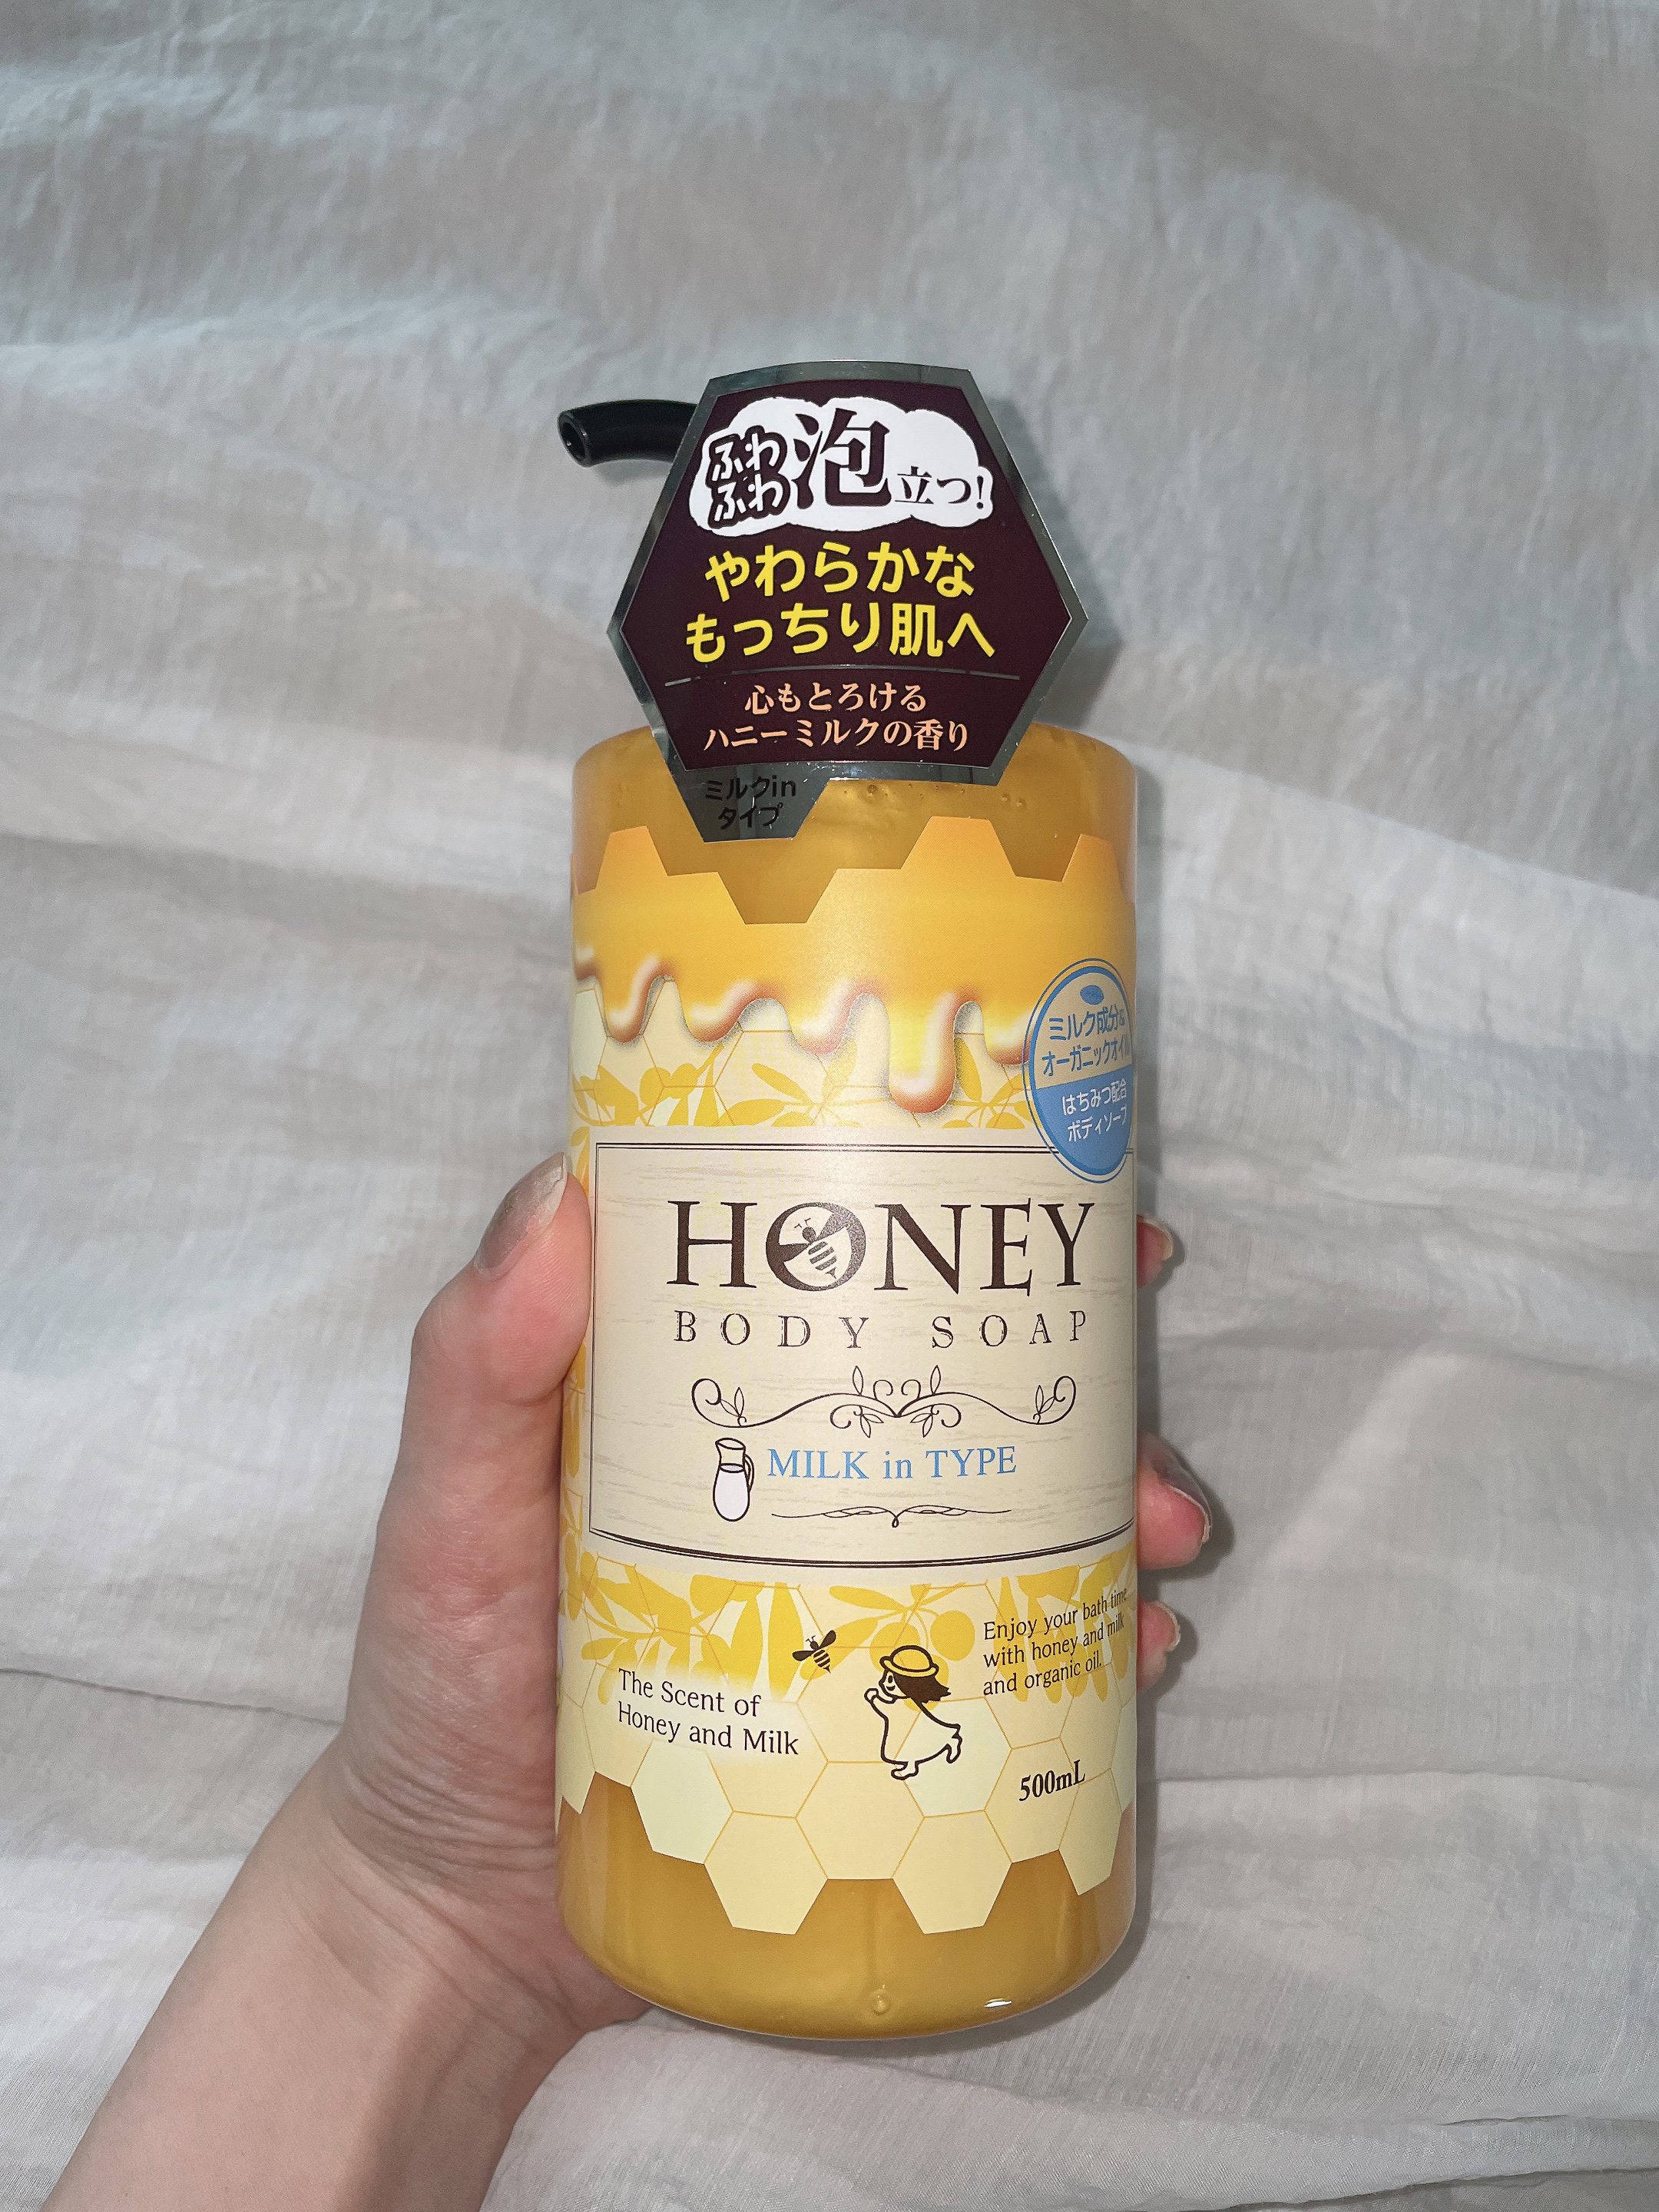 ふわふわ泡立つ!
やわらかな
もっちり肌へ
心もとろける
ハニーミルクの香り
ミルクin
タイプ
ミルク成分&
オーガニックオイル
はちみつ配合
ボディソープ
HONEY
BODY SOAP
MILK in TYPE
Enjoy your bath time
with honey and milk
and organic oil.
The Scent of
Honey and Milk
500mL